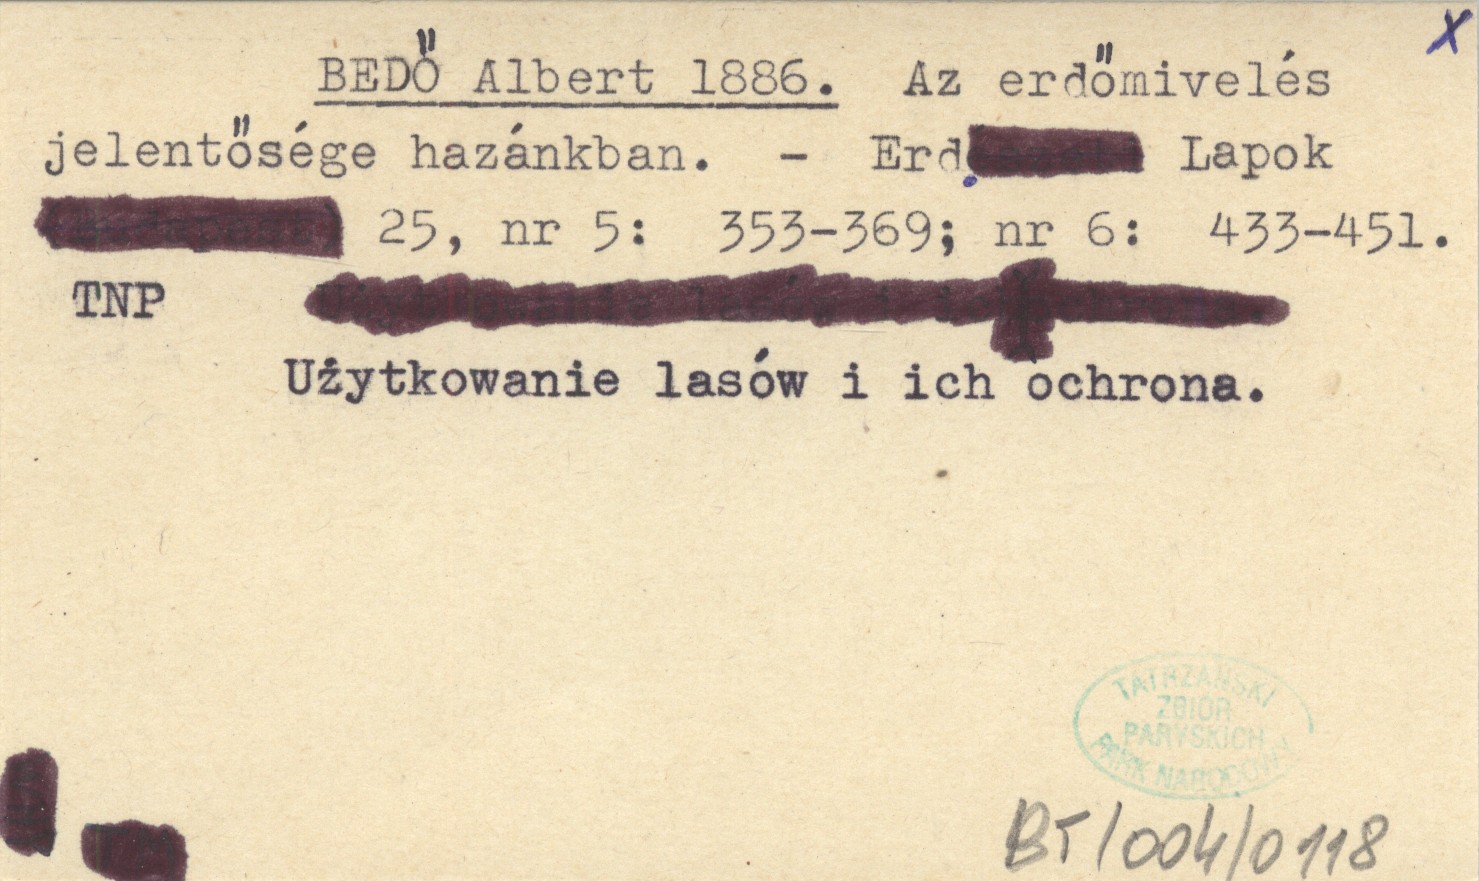 X
BEDŐ Albert 1886. Az erdőmivelés
jelentősége hazánkban. - Erd Lapok
25, nr 5: 353-369; nr 6: 433-451.
TNP
Użytkowanie lasów i ich ochrona.
TATRZAŃSKI
ZBIÓR
PARYSKICH
PARK NARODOWY
BT/004/0118